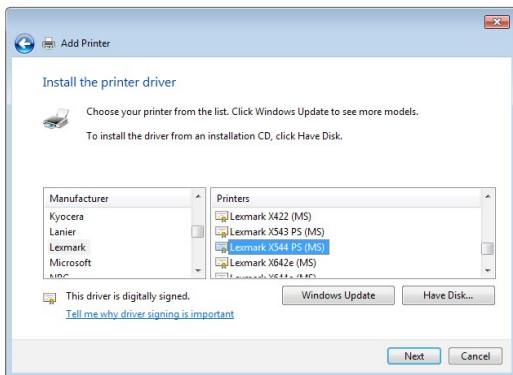 Add Printer
Install the printer driver
Choose your printer from the list. Click Windows Update to see more models.
To install the driver from an installation CD, click Have Disk.
Manufacturer
Kyocera
Lanier
Lexmark
Microsoft
Printers
Lexmark X422 (MS)
Lexmark X543 PS (MS)
Lexmark X544 PS (MS)
Lexmark X642e (MS)
This driver is digitally signed.
Tell me why driver signing is important
Windows Update
Have Disk...
Next
Cancel